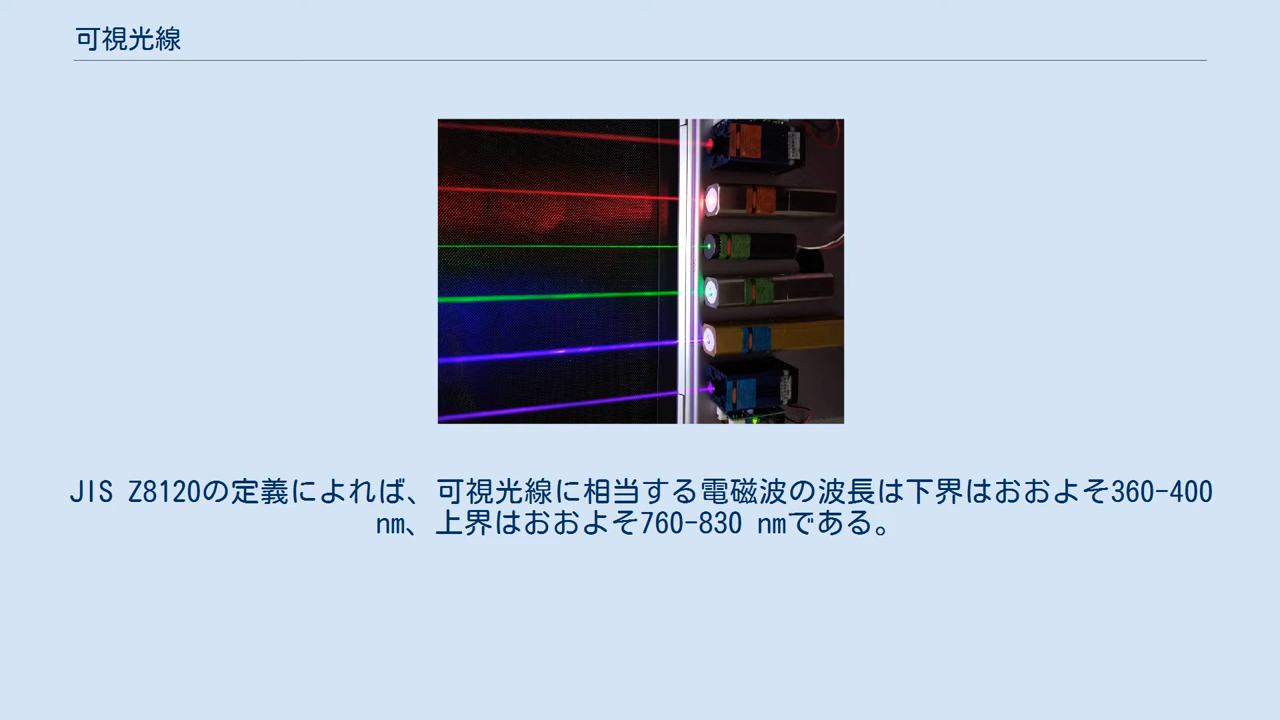 可視光線
JIS Z8120の定義によれば、可視光線に相当する電磁波の波長は下界はおおよそ360-400
nm、上界はおおよそ760-830 nmである。